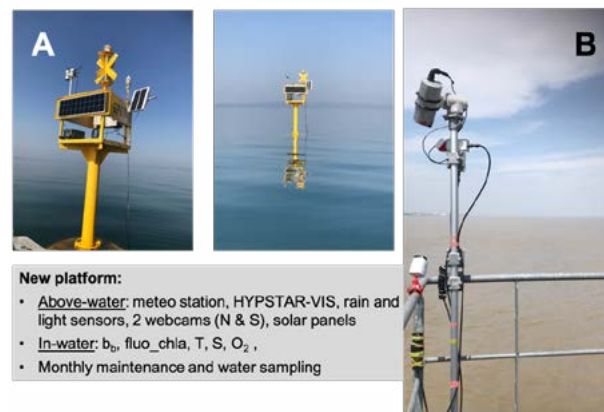 A
B
New platform:
• Above-water: meteo station, HYPSTAR-VIS, rain and
light sensors, 2 webcams (N & S), solar panels
• In-water: bb, fluo_chla, T, S, O2 ,
• Monthly maintenance and water sampling